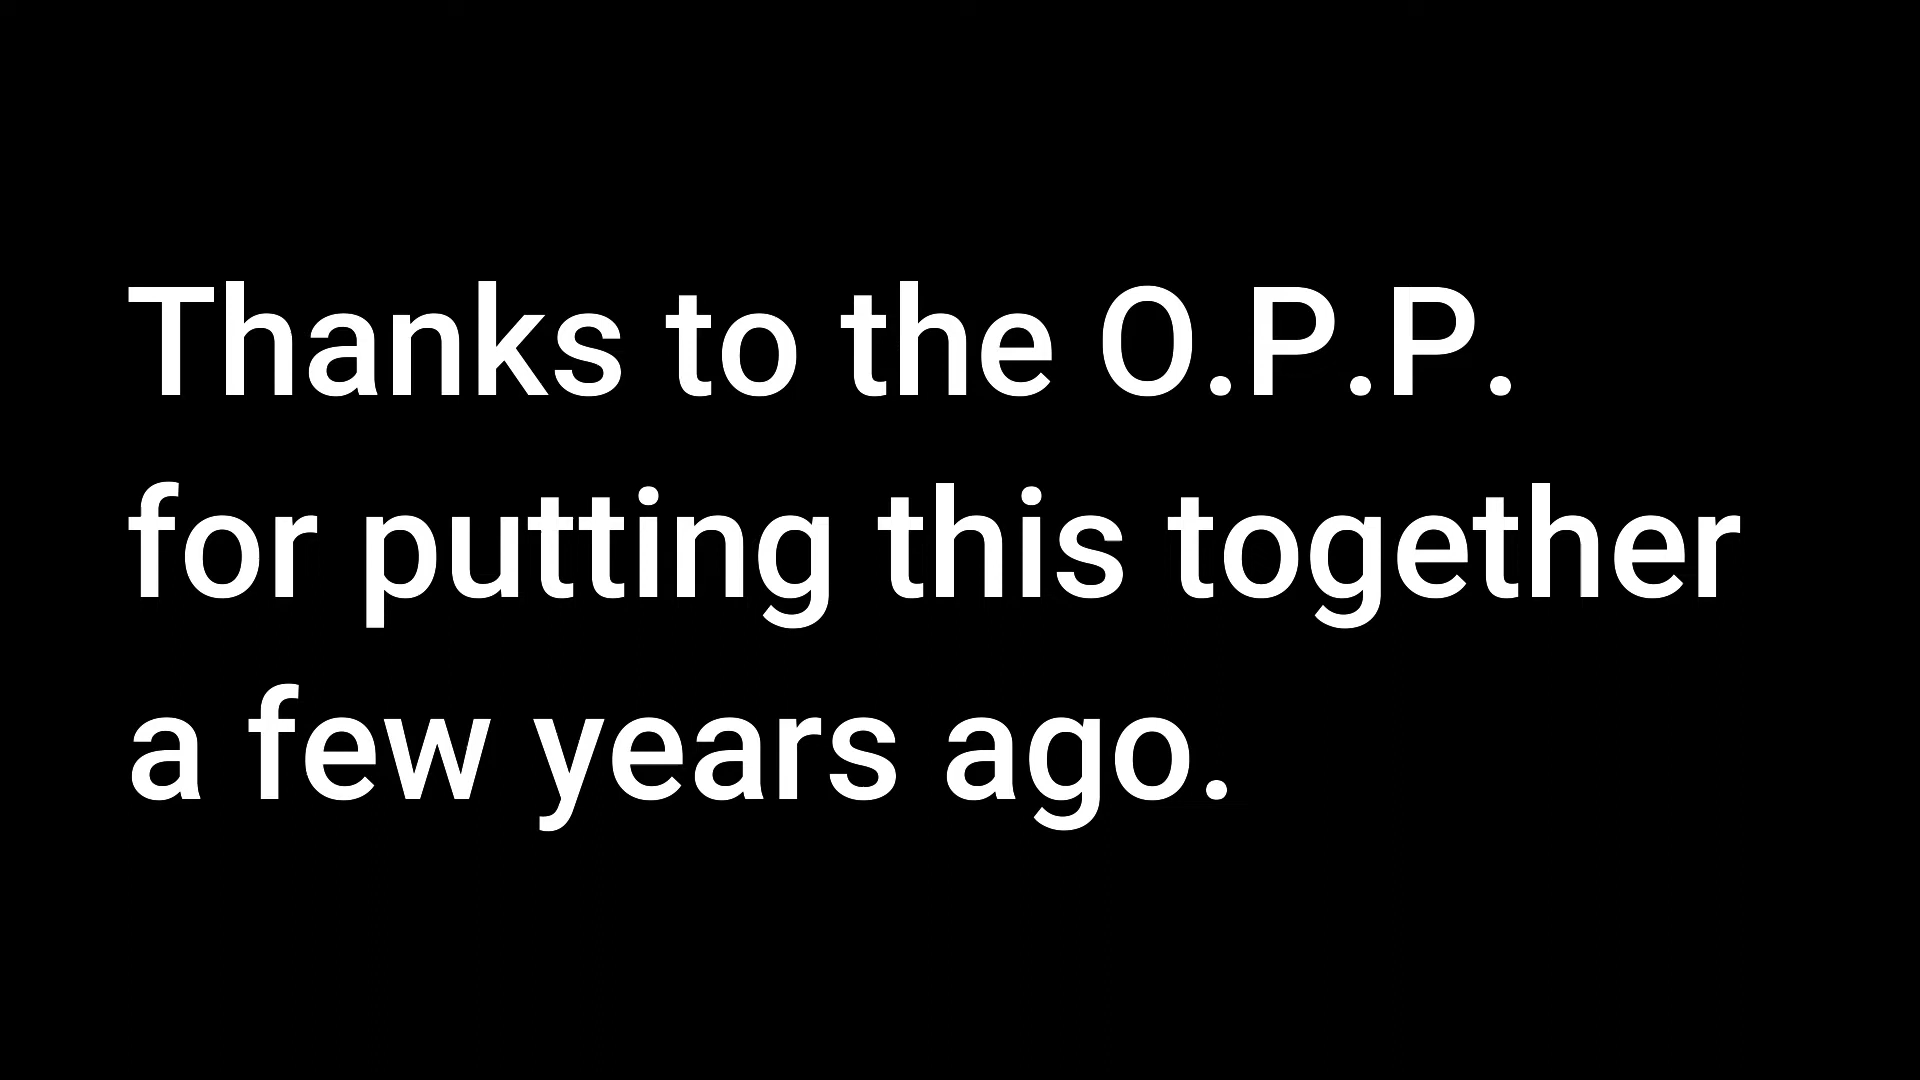 Thanks to the O.P.P.
for putting this together
a few years ago.